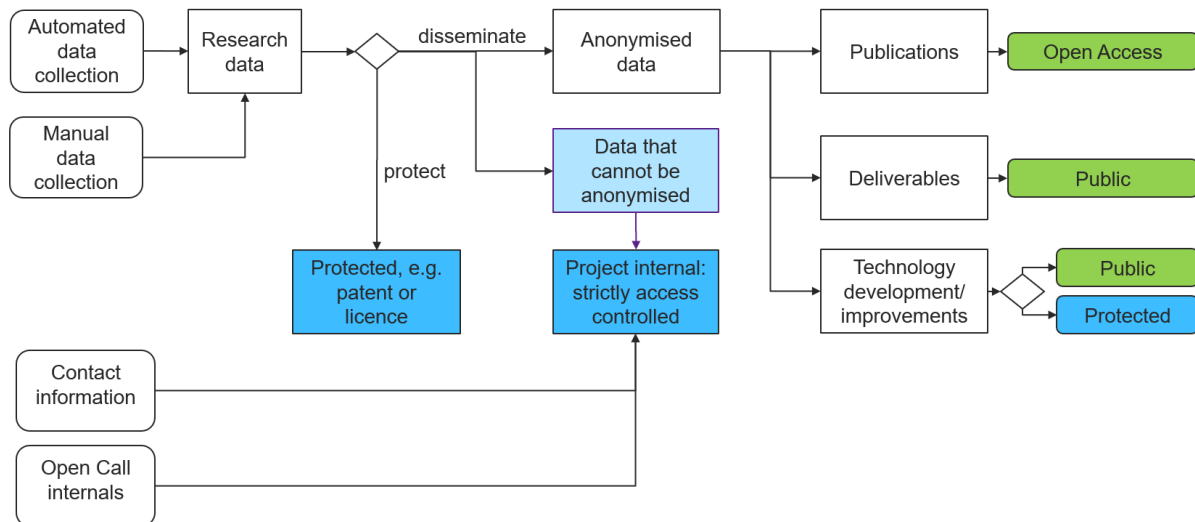 Automated
data
collection
Research
data
disseminate
Anonymised
data
Publications
Open Access
Manual
data
collection
protect
Data that
cannot be
anonymised
Deliverables
Public
Protected, e.g.
patent or
licence
Project internal:
strictly access
controlled
Technology
development/
improvements
Public
Protected
Contact
information
Open Call
internals